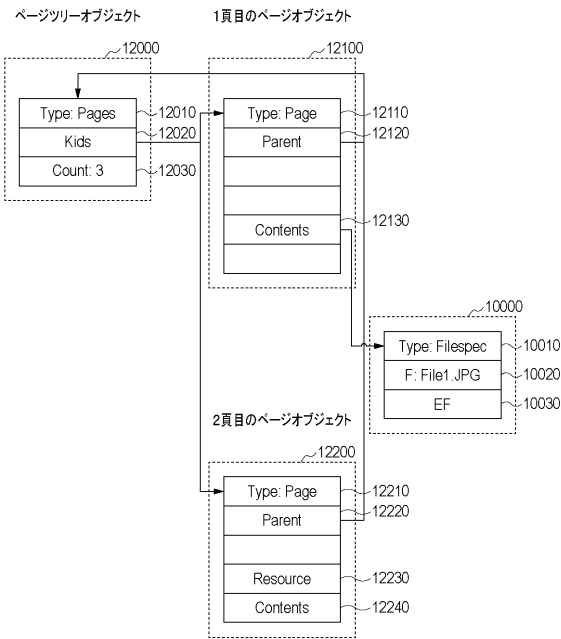 ページツリーオブジェクト
1頁目のページオブジェクト
12000
12100
Type: Pages
12010
Kids
12020
Count: 3
12030
Type: Page
12110
Parent
12120
12130
Contents
10000
Type: Filespec
10010
F: File1.JPG
10020
EF
10030
2頁目のページオブジェクト
12200
Type: Page
12210
Parent
12220
Resource
12230
Contents
12240